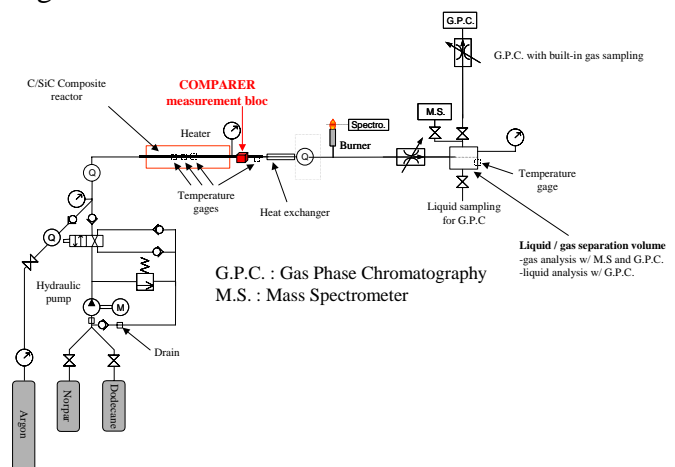 G.P.C.
G.P.C. with built-in gas sampling
C/SiC Composite
reactor
COMPARER
measurement bloc
M.S.
Heater
Spectro.
Burner
Q
Q
Temperature
gages
Heat exchanger
Temperature
gage
Liquid sampling
for G.P.C
Q
Liquid / gas separation volume
-gas analysis w/ M.S and G.P.C.
-liquid analysis w/ G.P.C.
G.P.C. : Gas Phase Chromatography
M.S. : Mass Spectrometer
Hydraulic
pump
M
Drain
Argon
Norpar
Dodecane